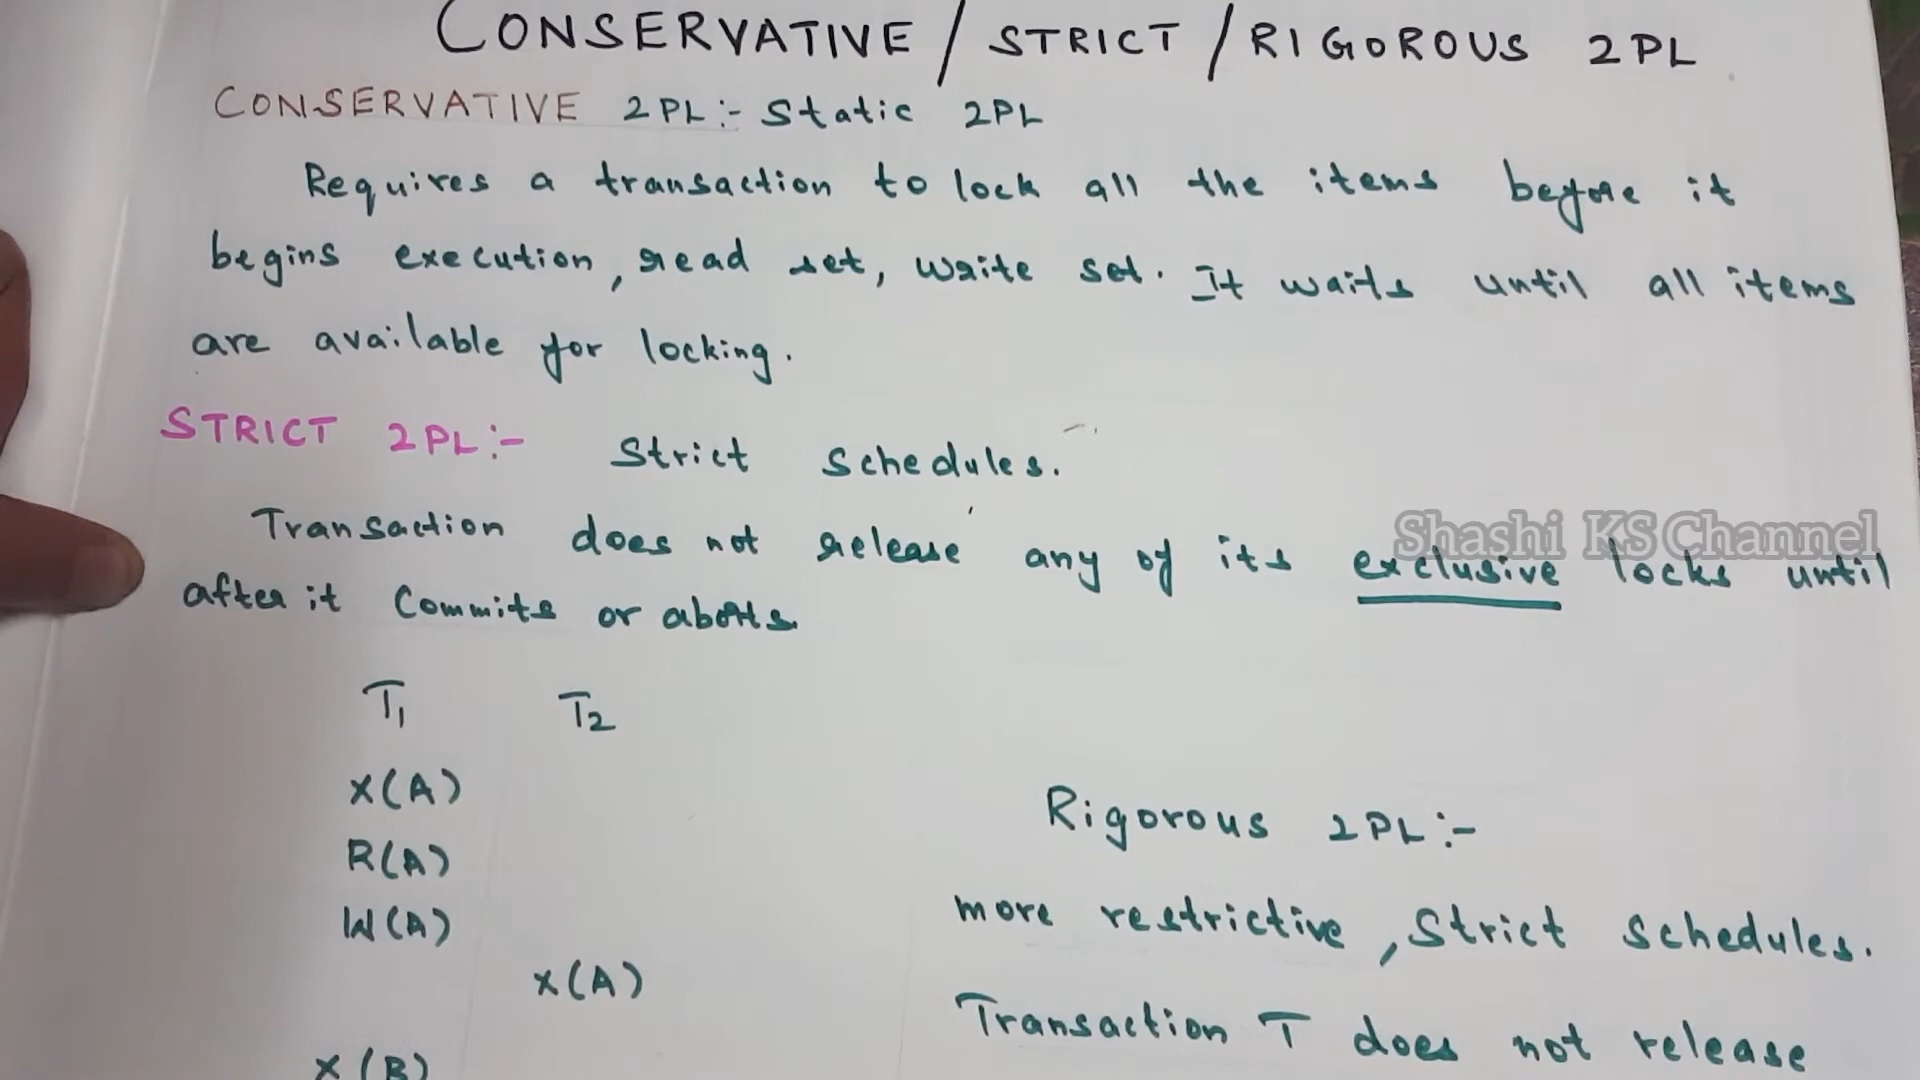 CONSERVATIVE / STRICT / RIGOROUS 2PL
CONSERVATIVE 2PL:- Static 2PL
Requires a transaction to lock all the items before it
begins execution, read set, write set. It waits until all items
are available for locking.
STRICT 2PL:- Strict schedules.
Transaction does not release any of its exclusive locks until
after it commits or aborts.
Shashi KS Channel
T1 T2
X(A)
R(A)
W(A)
X(A)
X(B)
Rigorous 2PL:-
more restrictive, Strict schedules.
Transaction T does not release